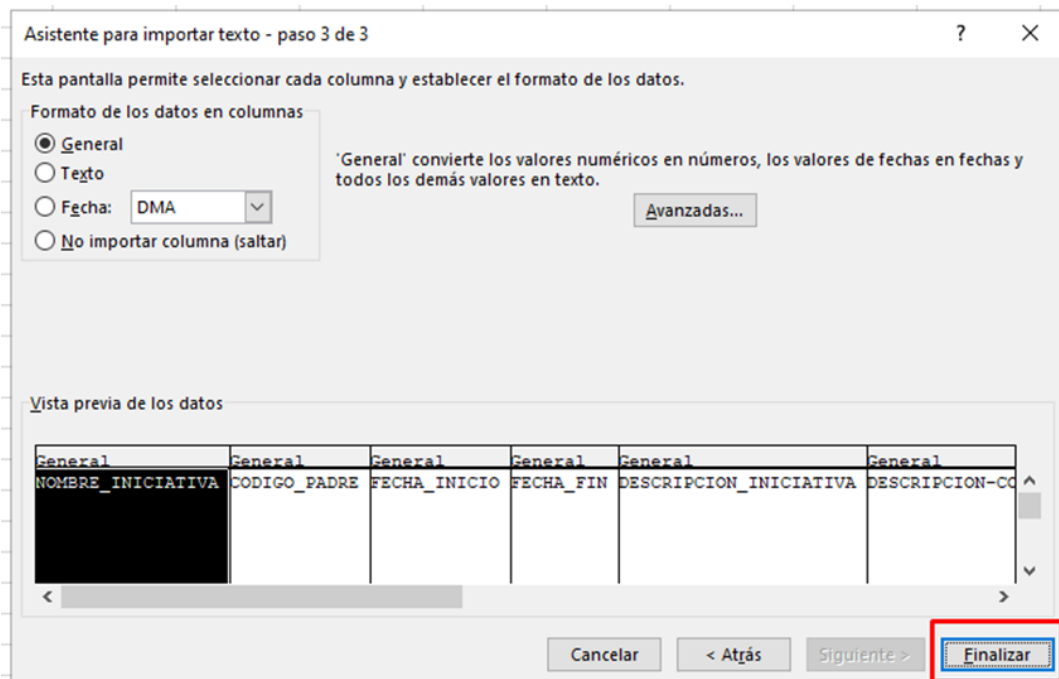 Asistente para importar texto - paso 3 de 3
?
Esta pantalla permite seleccionar cada columna y establecer el formato de los datos.
Formato de los datos en columnas
General
Texto
Fecha: DMA
No importar columna (saltar)
'General' convierte los valores numéricos en números, los valores de fechas en fechas y
todos los demás valores en texto.
Avanzadas...
Vista previa de los datos
General General General General General General
NOMBRE_INICIATIVA CODIGO_PADRE FECHA_INICIO FECHA_FIN DESCRIPCION_INICIATIVA DESCRIPCION-CO
Cancelar < Atrás Siguiente > Finalizar